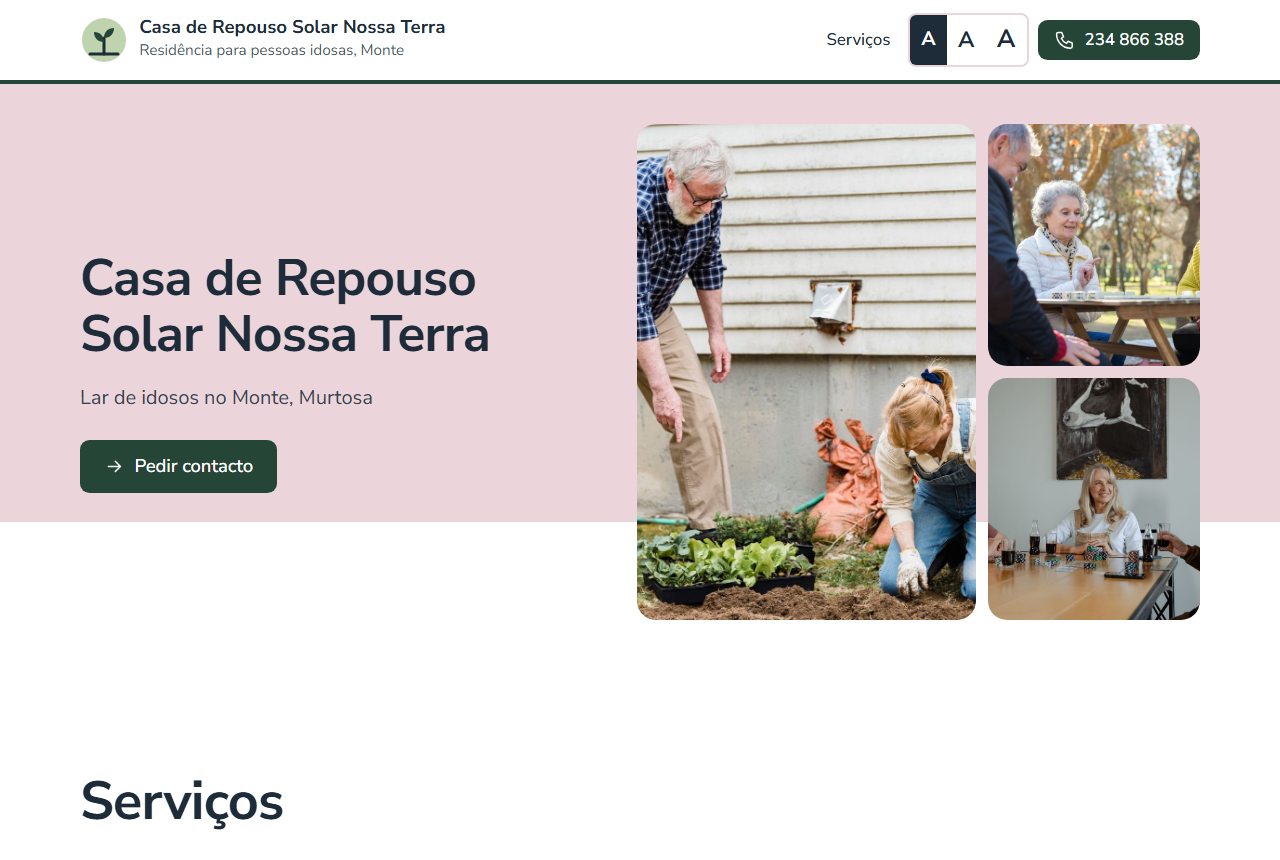 Casa de Repouso Solar Nossa Terra
Residência para pessoas idosas, Monte
Serviços
A A A
234 866 388
Casa de Repouso
Solar Nossa Terra
Lar de idosos no Monte, Murtosa
Pedir contacto
Serviços